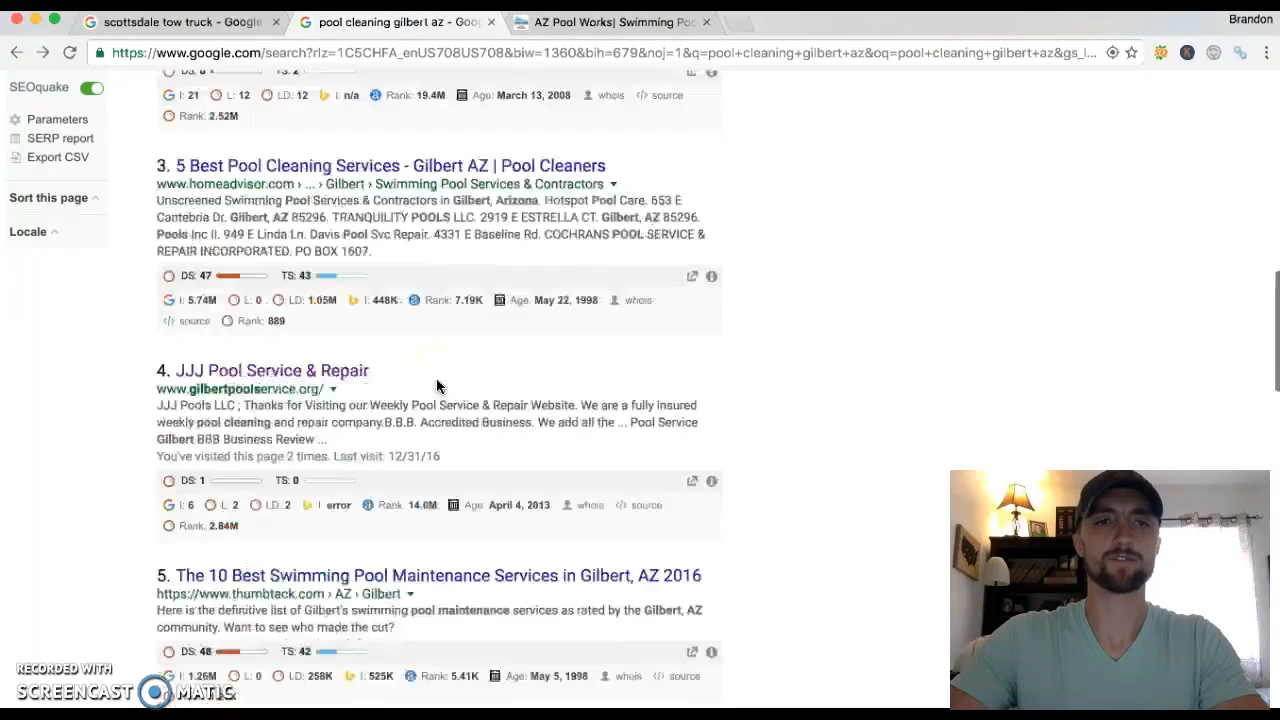 scottsdale tow truck - Google
pool cleaning gilbert az - Goo
AZ Pool Works| Swimming Poo
Brandon
https://www.google.com/search?rlz=1C5CHFA_enUS708US708&biw=1360&bih=679&noj=1&q=pool+cleaning+gilbert+az&oq=pool+cleaning+gilbert+az&gs_l...
SEOquake
Parameters
SERP report
Export CSV
Sort this page
Locale
I: 21 L: 12 LD: 12 I: n/a Rank: 19.4M Age: March 13, 2008 whois </> source
Rank: 2.52M
3. 5 Best Pool Cleaning Services - Gilbert AZ | Pool Cleaners
www.homeadvisor.com › ... › Gilbert › Swimming Pool Services & Contractors
Unscreened Swimming Pool Services & Contractors in Gilbert, Arizona. Hotspot Pool Care. 653 E
Cantebria Dr. Gilbert, AZ 85296. TRANQUILITY POOLS LLC. 2919 E ESTRELLA CT. Gilbert, AZ 85296.
Pools Inc II. 949 E Linda Ln. Davis Pool Svc Repair. 4331 E Baseline Rd. COCHRANS POOL SERVICE &
REPAIR INCORPORATED. PO BOX 1607.
DS: 47 TS: 43
I: 5.74M L: 0 LD: 1.05M I: 448K Rank: 7.19K Age: May 22, 1998 whois
</> source Rank: 889
4. JJJ Pool Service & Repair
www.gilbertpoolservice.org/
JJJ Pools LLC ; Thanks for Visiting our Weekly Pool Service & Repair Website. We are a fully insured
weekly pool cleaning and repair company.B.B.B. Accredited Business. We add all the ... Pool Service
Gilbert BBB Business Review ...
You've visited this page 2 times. Last visit: 12/31/16
DS: 1 TS: 0
I: 6 L: 2 LD: 2 I: error Rank: 14.0M Age: April 4, 2013 whois </> source
Rank: 2.84M
5. The 10 Best Swimming Pool Maintenance Services in Gilbert, AZ 2016
https://www.thumbtack.com › AZ › Gilbert
Here is the definitive list of Gilbert's swimming pool maintenance services as rated by the Gilbert, AZ
community. Want to see who made the cut?
DS: 48 TS: 42
I: 1.26M L: 0 LD: 258K I: 525K Rank: 5.41K Age: May 5, 1998 whois </> source
RECORDED WITH
SCREENCAST MATIC